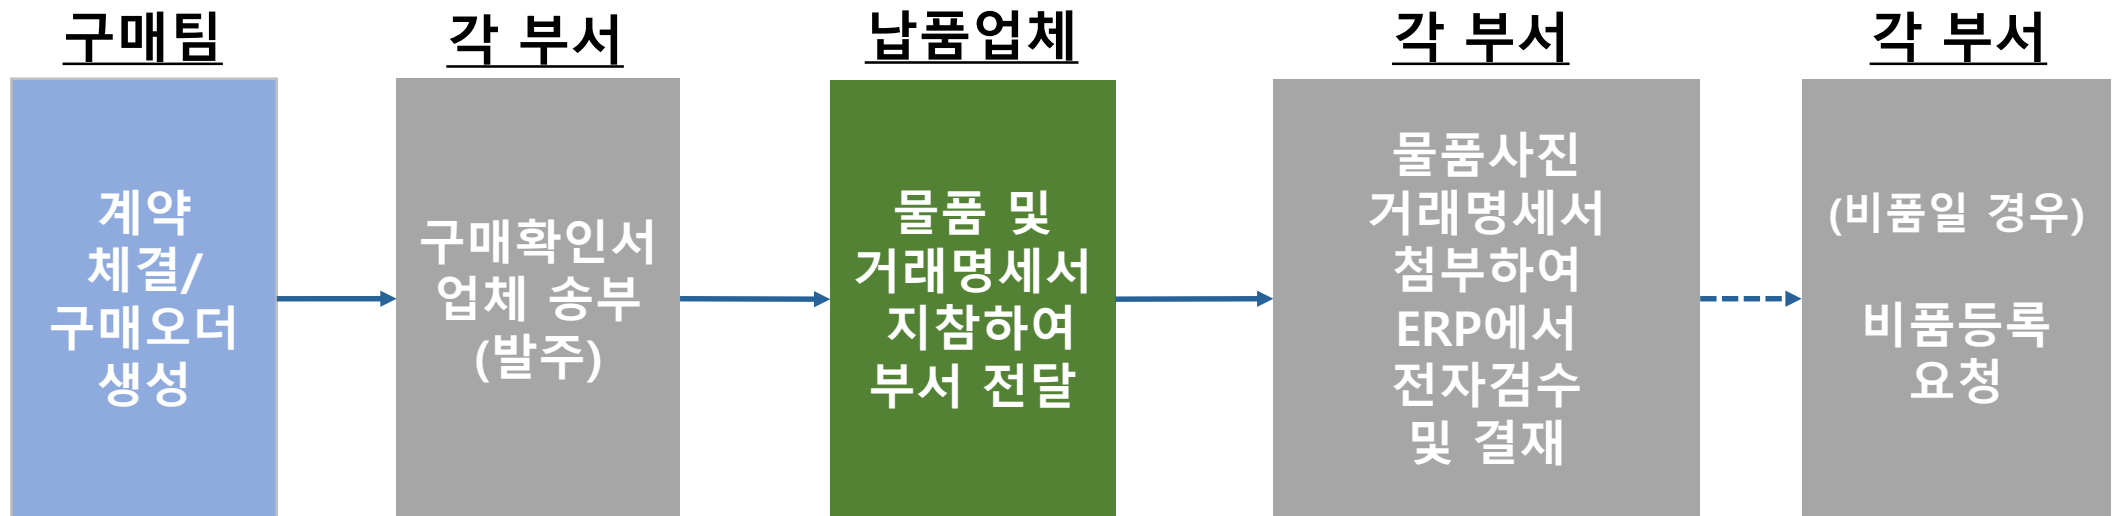 구매팀
계약
체결/
구매오더
생성
각 부서
구매확인서
업체 송부
(발주)
납품업체
물품 및
거래명세서
지참하여
부서 전달
각 부서
물품사진
거래명세서
첨부하여
ERP에서
전자검수
및 결재
각 부서
(비품일 경우)
비품등록
요청